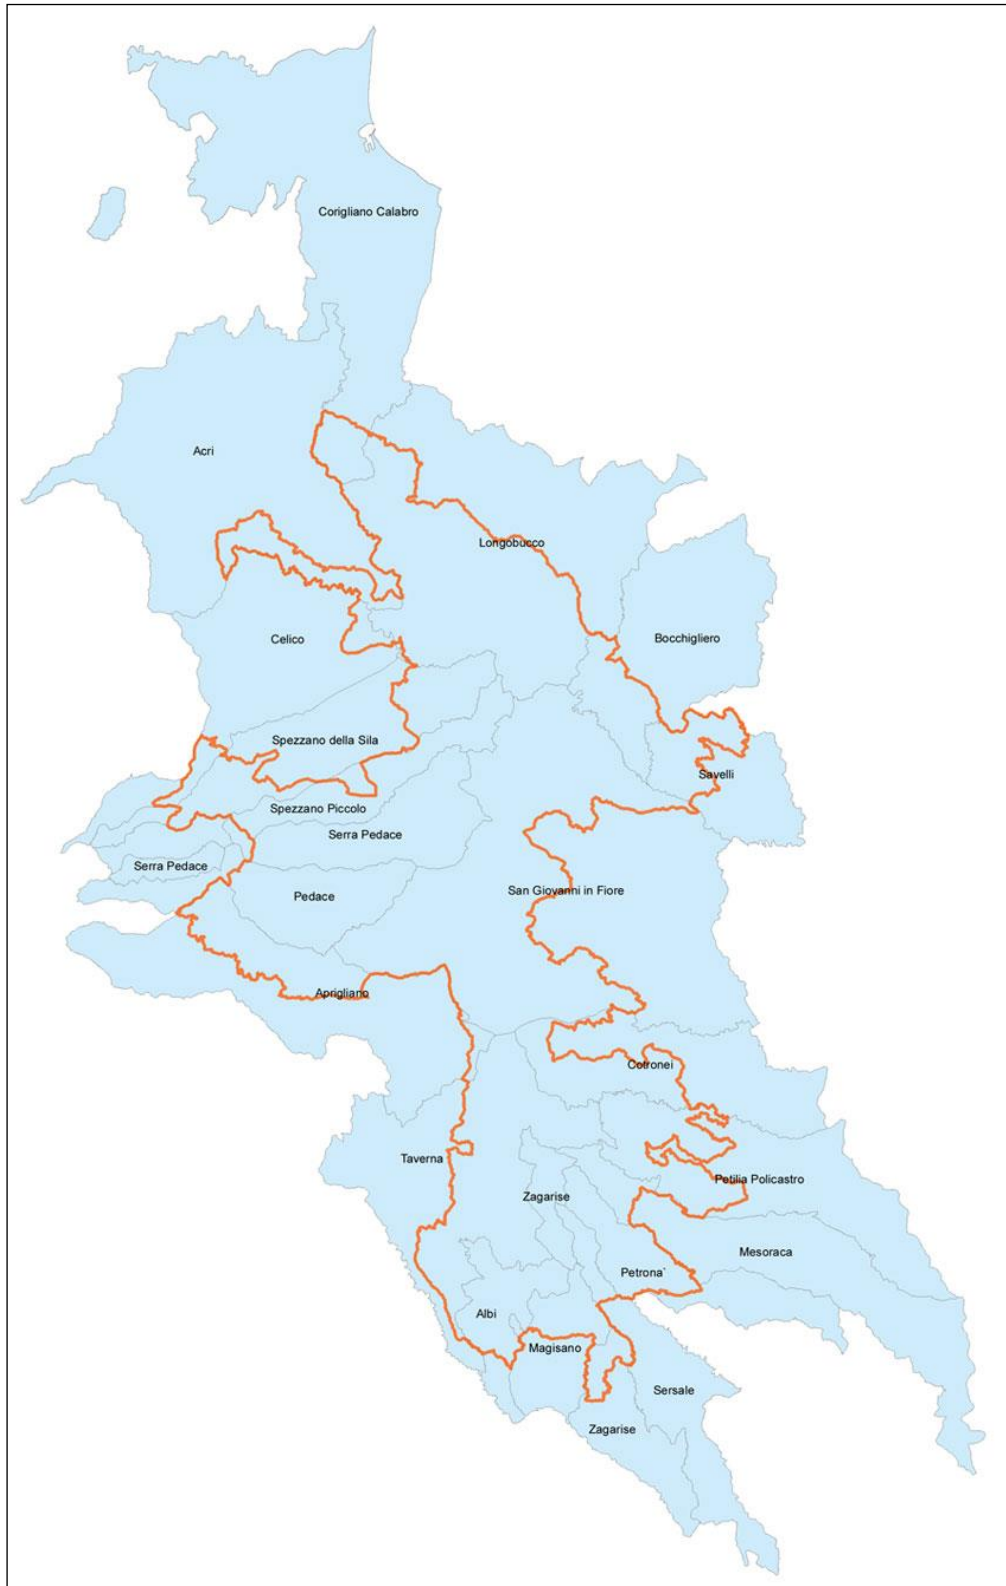 Corigliano Calabro
Acri
Longobucco
Celico
Bocchigliero
Spezzano della Sila
Savelli
Spezzano Piccolo
Serra Pedace
Serra Pedace
Pedace
San Giovanni in Fiore
Aprigliano
Cotronei
Taverna
Petilia Policastro
Zagarise
Mesoraca
Petrona`
Albi
Magisano
Sersale
Zagarise